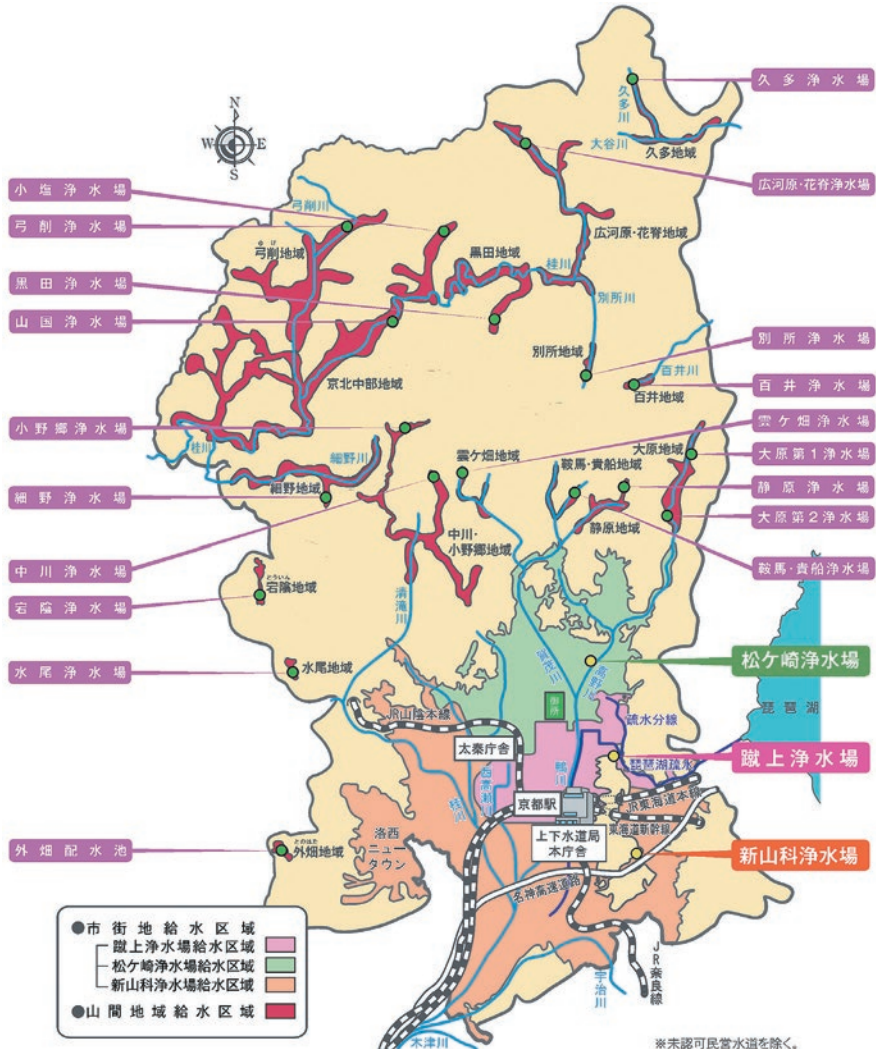 N
W E
S
久多浄水場
久多川
大谷川
久多地域
広河原・花脊浄水場
小塩浄水場
弓削川
弓削浄水場
ゆげ
弓削地域
広河原・花脊地域
黒田地域
黒田浄水場
桂川
別所川
山国浄水場
別所浄水場
別所地域
百井川
百井浄水場
百井地域
京北中部地域
雲ケ畑浄水場
小野郷浄水場
大原地域
大原第1浄水場
桂川
細野川
雲ケ畑地域
鞍馬・貴船地域
静原浄水場
細野浄水場
細野地域
大原第2浄水場
静原地域
中川・
小野郷地域
中川浄水場
鞍馬・貴船浄水場
とういん
宕陰地域
宕陰浄水場
清滝川
水尾浄水場
水尾地域
賀茂川
高野川
松ケ崎浄水場
琵琶湖
御所
JR山陰本線
疏水分線
太秦庁舎
西高瀬川
鴨川
琵琶湖疏水
蹴上浄水場
桂川
京都駅
JR東海道本線
東海道新幹線
上下水道局
本庁舎
新山科浄水場
外畑配水池
とのはた
外畑地域
洛西
ニュー
タウン
名神高速道路
JR奈良線
宇治川
木津川
●市街地給水区域
蹴上浄水場給水区域
松ケ崎浄水場給水区域
新山科浄水場給水区域
●山間地域給水区域
※未認可民営水道を除く。